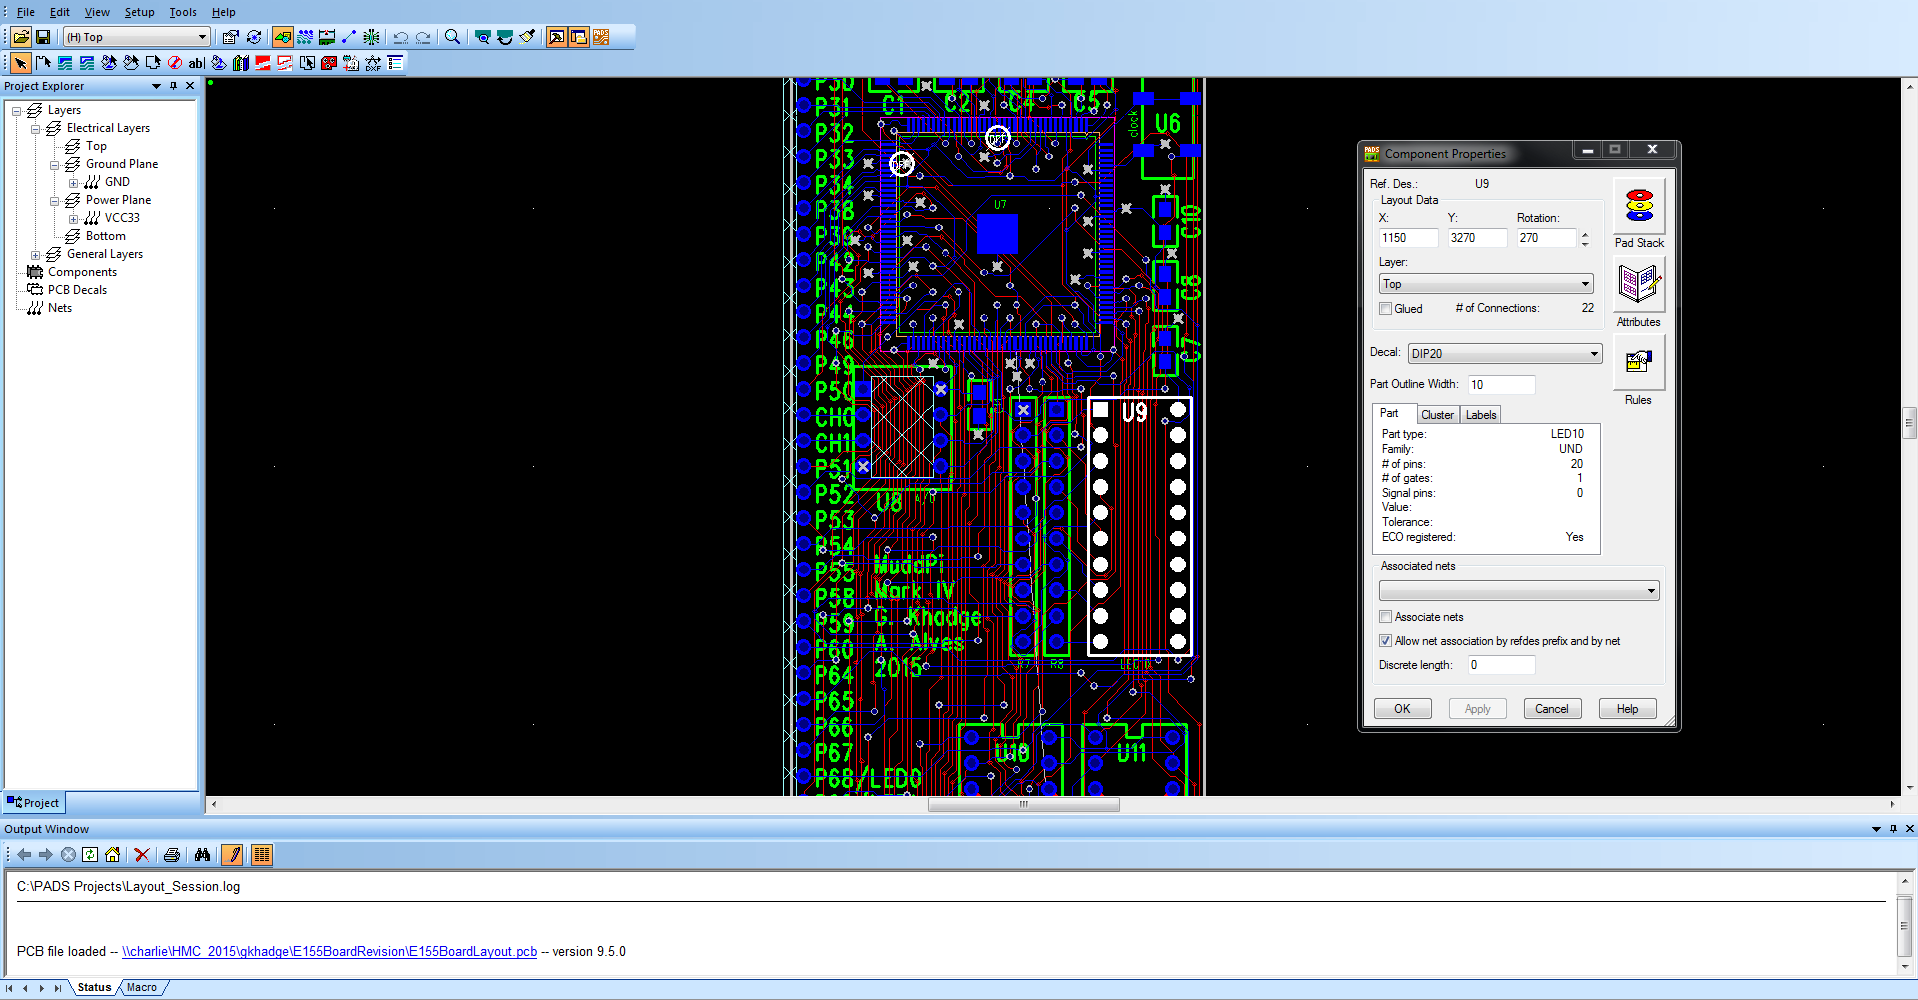 File Edit View Setup Tools Help
(H) Top
PADS
ab|
DXF
Project Explorer
Layers
Electrical Layers
Top
Ground Plane
GND
Power Plane
VCC33
Bottom
General Layers
Components
PCB Decals
Nets
Project
P30
P31
P32
P33
P34
P38
P39
P42
P43
P44
P46
P49
P50
CH0
CH1
P51
P52
P53
P54
P55
P58
P59
P60
P64
P65
P66
P67
P68/LED0
C1 C2 C4 C5
clock
U6
U7
C10
C8
C7
U9
U8
MuddPi
Mark IV
G. Khadge
A. Alves
2015
R7 R8 LED10
U10 U11
PADS Component Properties
Ref. Des.: U9
Layout Data
X: Y: Rotation:
1150 3270 270
Layer:
Top
Glued # of Connections: 22
Decal: DIP20
Part Outline Width: 10
Part Cluster Labels
Part type: LED10
Family: UND
# of pins: 20
# of gates: 1
Signal pins: 0
Value:
Tolerance:
ECO registered: Yes
Associated nets
Associate nets
Allow net association by refdes prefix and by net
Discrete length: 0
OK Apply Cancel Help
Pad Stack
Attributes
Rules
Output Window
C:\PADS Projects\Layout_Session.log
PCB file loaded -- \\charlie\HMC_2015\gkhadge\E155BoardRevision\E155BoardLayout.pcb -- version 9.5.0
Status Macro